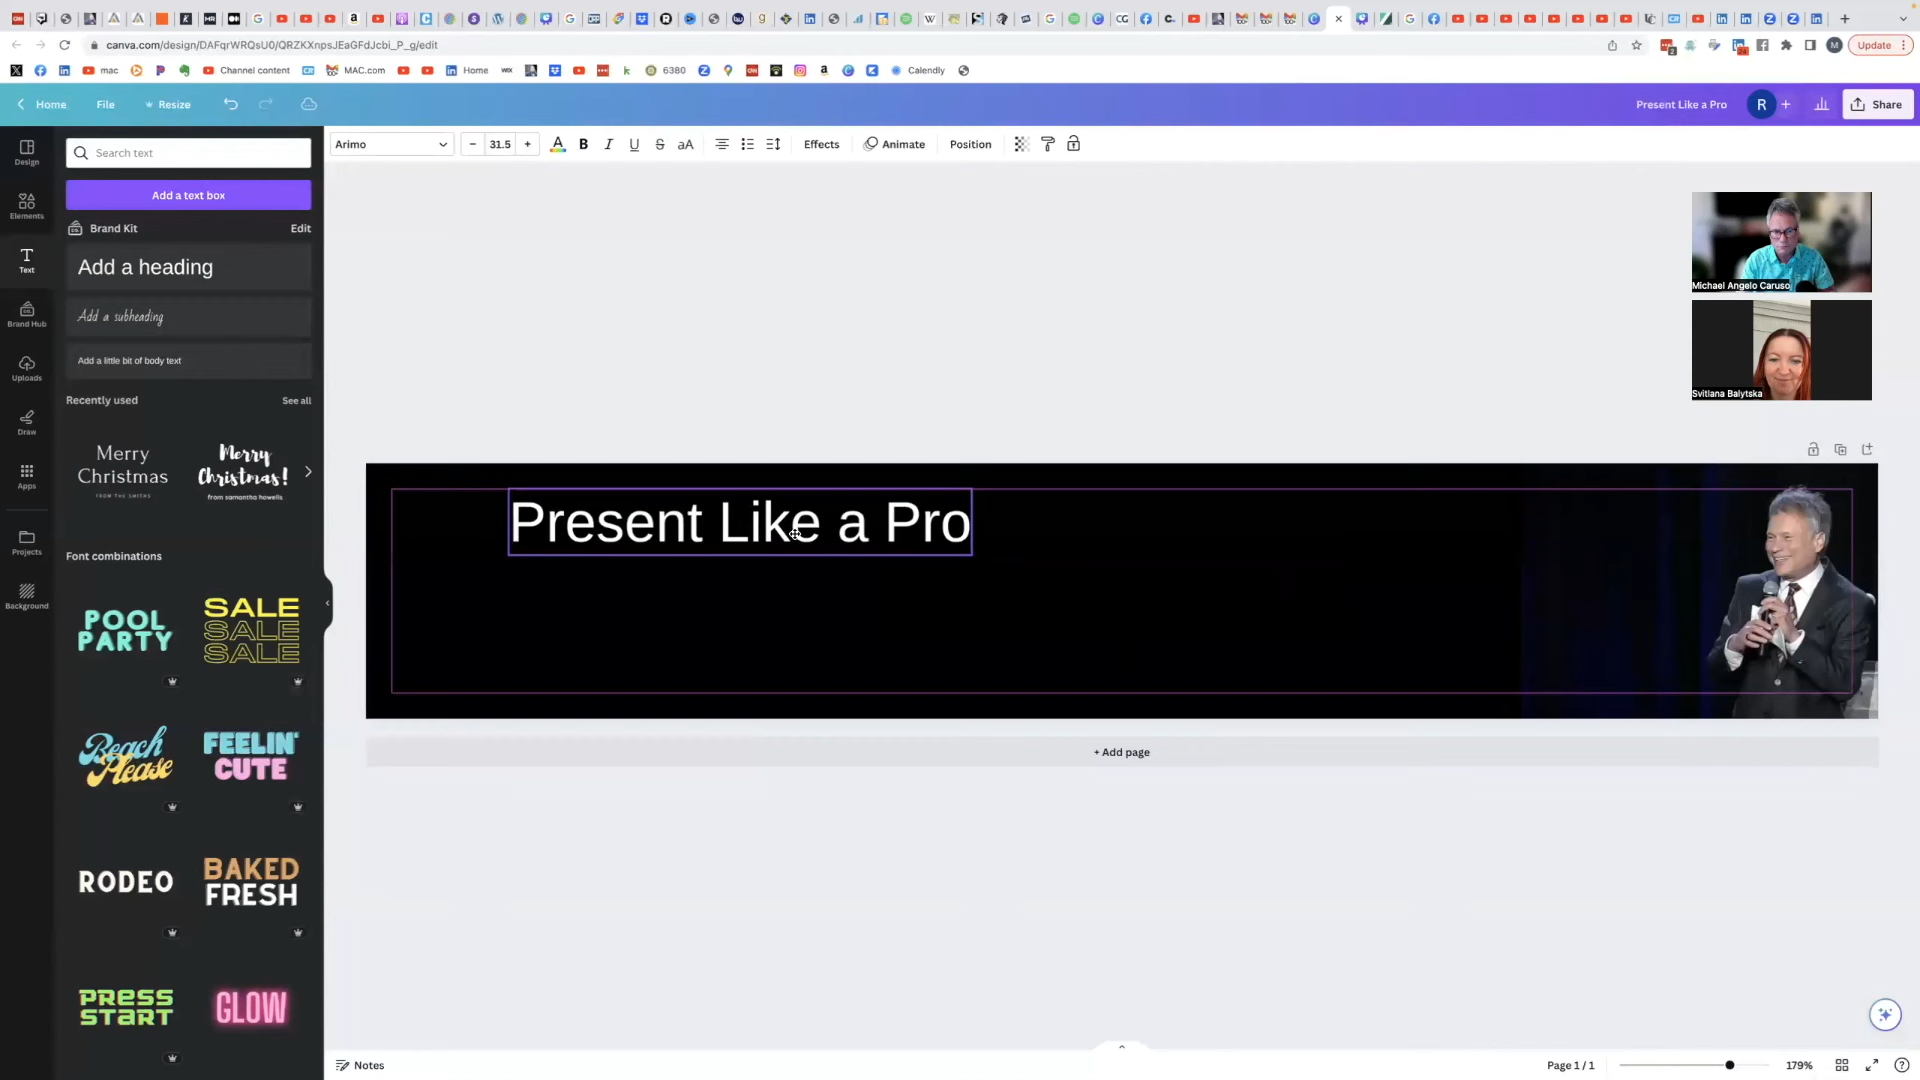 canva.com/design/DAFqrWRQsU0/QRZKXnpsJEaGFdJcbi_P_g/edit
Update
mac
Channel content
MAC.com
Home
6380
Calendly
Home
File
Resize
Present Like a Pro
R
Share
Arimo
31.5
Effects
Animate
Position
Search text
Add a text box
Brand Kit
Edit
Add a heading
Add a subheading
Add a little bit of body text
Recently used
See all
Merry
Christmas
FROM THE SMITHS
Merry
Christmas!
from samantha howells
Font combinations
POOL
PARTY
SALE
SALE
SALE
Beach
Please
FEELIN'
CUTE
RODEO
BAKED
FRESH
PRESS
START
GLOW
Design
Elements
Text
Brand Hub
Uploads
Draw
Apps
Projects
Background
Michael Angelo Caruso
Svitlana Balytska
Present Like a Pro
+ Add page
Notes
Page 1 / 1
179%